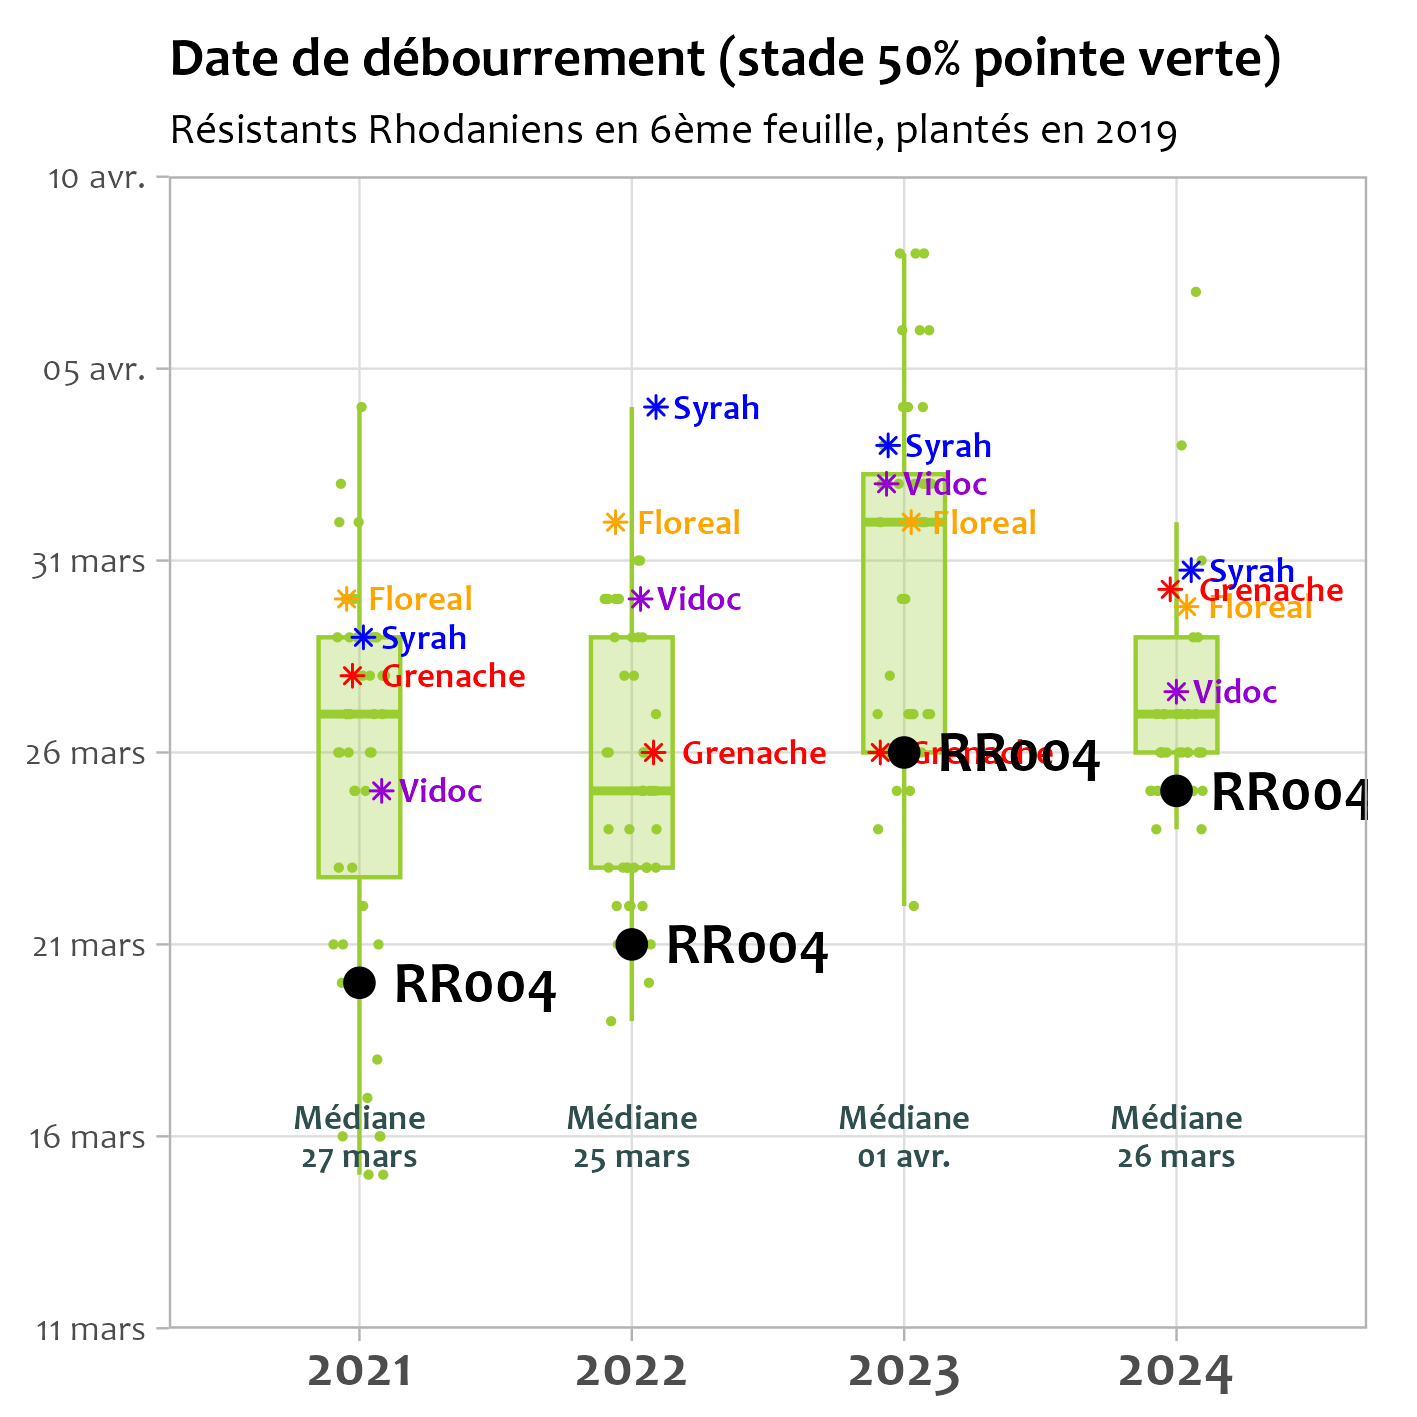 Date de débourrement (stade 50% pointe verte)
Résistants Rhodaniens en 6ème feuille, plantés en 2019
10 avr.
05 avr.
Syrah
Syrah
Vidoc
Floreal
Floreal
31 mars
Syrah
Grenache
Floreal
Floreal
Vidoc
Syrah
Grenache
Vidoc
26 mars
Grenache
Grenache
RR004
Vidoc
RR004
21 mars
RR004
RR004
Médiane
27 mars
Médiane
25 mars
Médiane
01 avr.
Médiane
26 mars
16 mars
11 mars
2021
2022
2023
2024